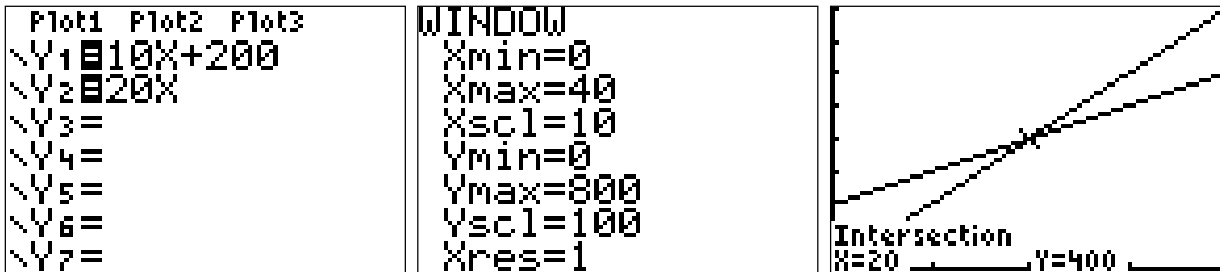 Plot1 Plot2 Plot3
\Y1=10X+200
\Y2=20X
\Y3=
\Y4=
\Y5=
\Y6=
\Y7=
WINDOW
Xmin=0
Xmax=40
Xscl=10
Ymin=0
Ymax=800
Yscl=100
Xres=1
Intersection
X=20 Y=400